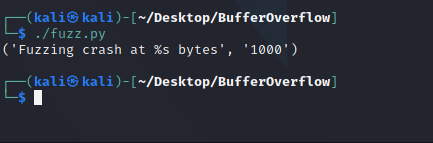 ┌──(kali㉿kali)-[~/Desktop/BufferOverflow]
└─$ ./fuzz.py
('Fuzzing crash at %s bytes', '1000')
┌──(kali㉿kali)-[~/Desktop/BufferOverflow]
└─$